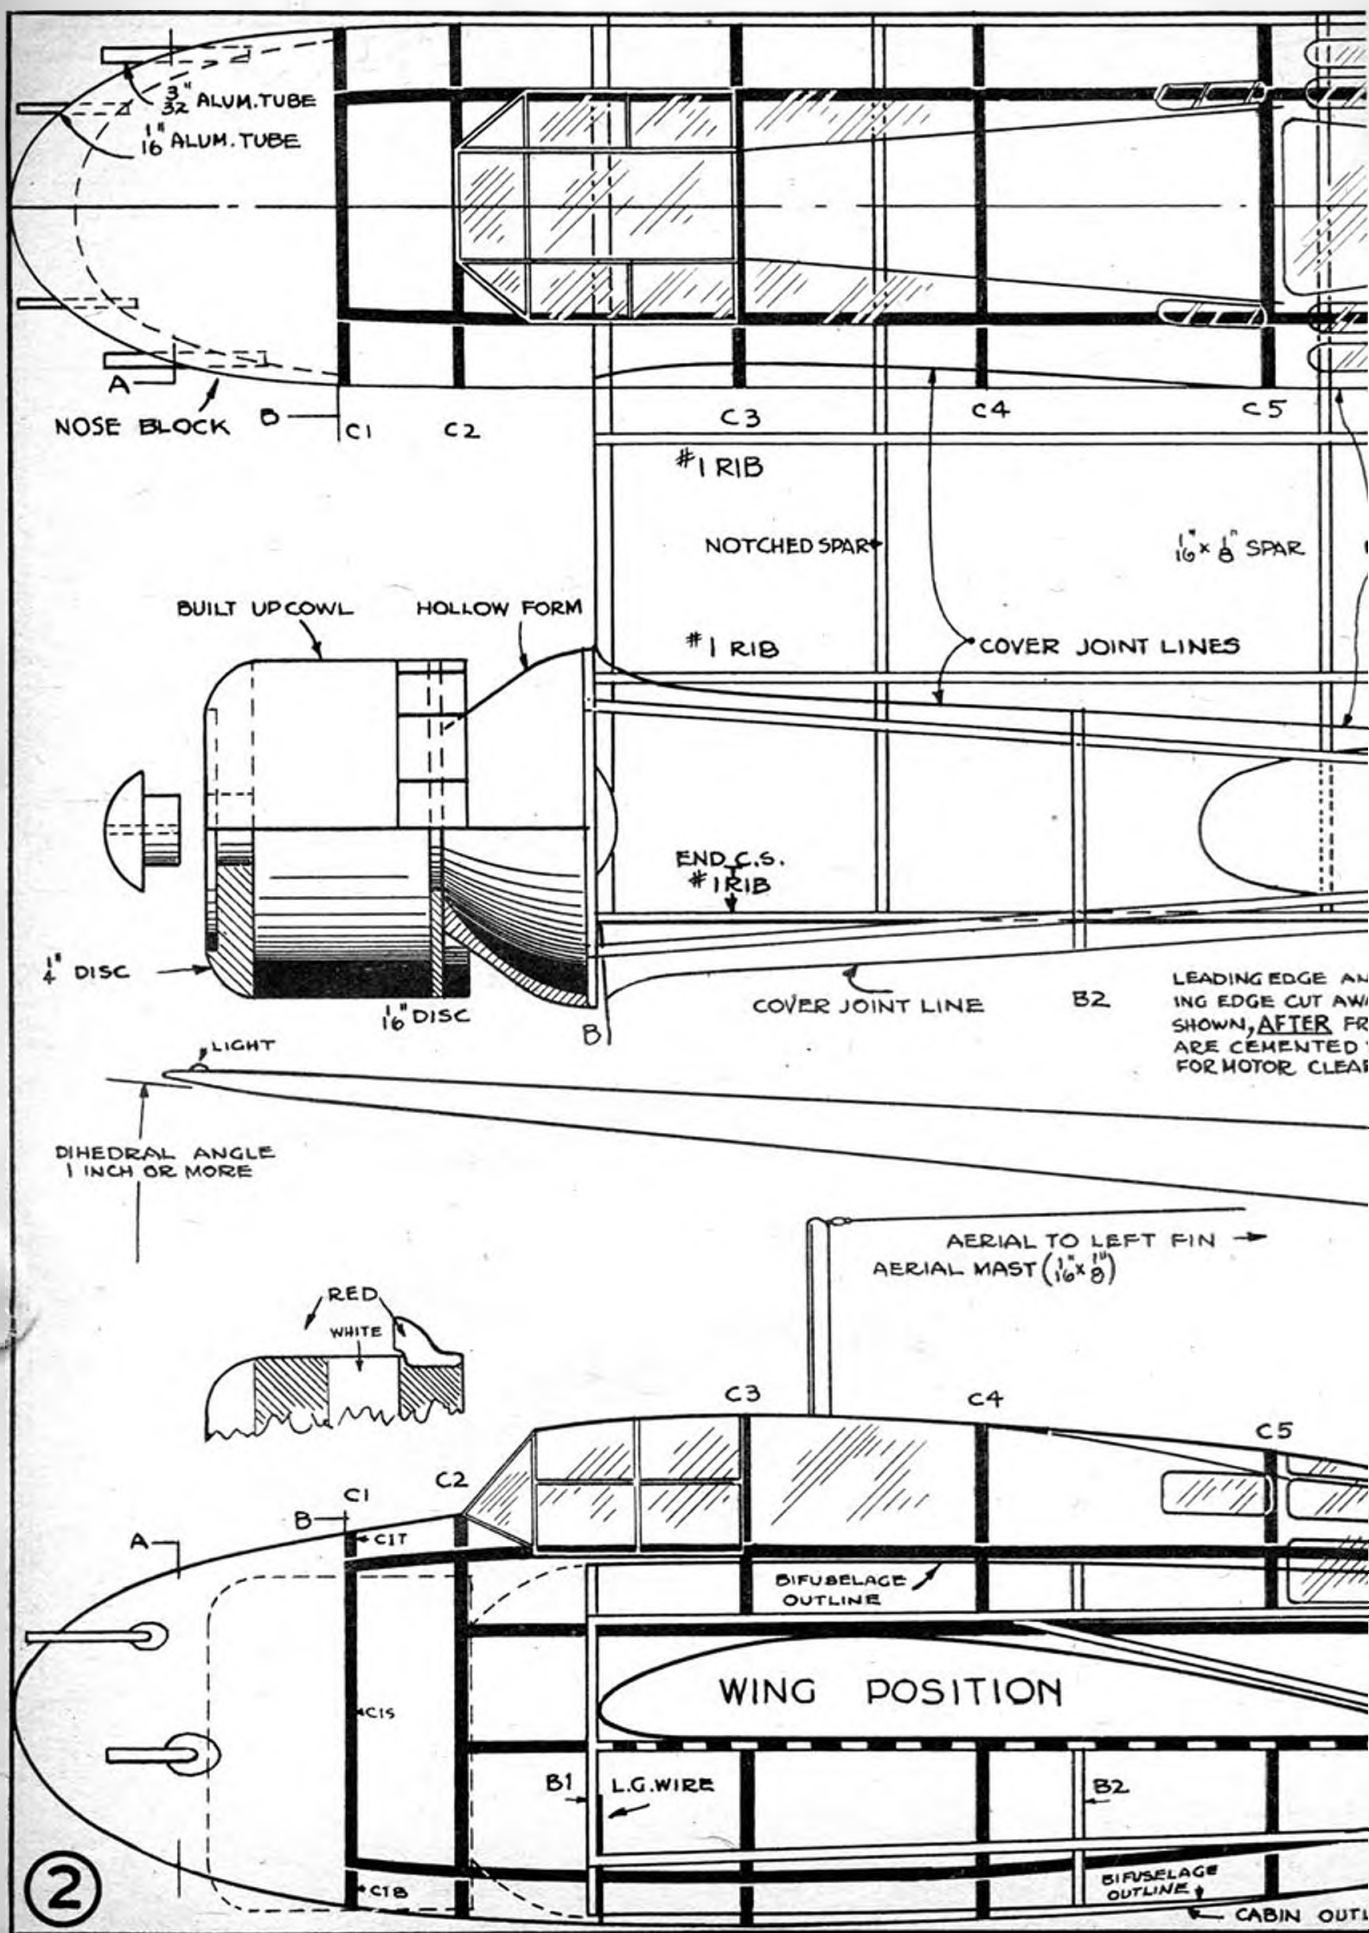 3/32" ALUM. TUBE
1/16" ALUM. TUBE
A
NOSE BLOCK
B
C1
C2
C3
C4
C5
#1 RIB
NOTCHED SPAR
1/16" x 1/8" SPAR
BUILT UP COWL
HOLLOW FORM
#1 RIB
COVER JOINT LINES
END C.S.
#1 RIB
1/4" DISC
1/16" DISC
B
COVER JOINT LINE
B2
LEADING EDGE AN
ING EDGE CUT AWA
SHOWN, AFTER FR
ARE CEMENTED
FOR MOTOR CLEAR
LIGHT
DIHEDRAL ANGLE
1 INCH OR MORE
AERIAL TO LEFT FIN
AERIAL MAST (1/16" x 1/8")
RED
WHITE
C3
C4
C5
C2
C1
B
A
C1T
BIFUSELAGE
OUTLINE
WING POSITION
C1S
B1
L.G. WIRE
B2
C1B
BIFUSELAGE
OUTLINE
CABIN OUTL
2